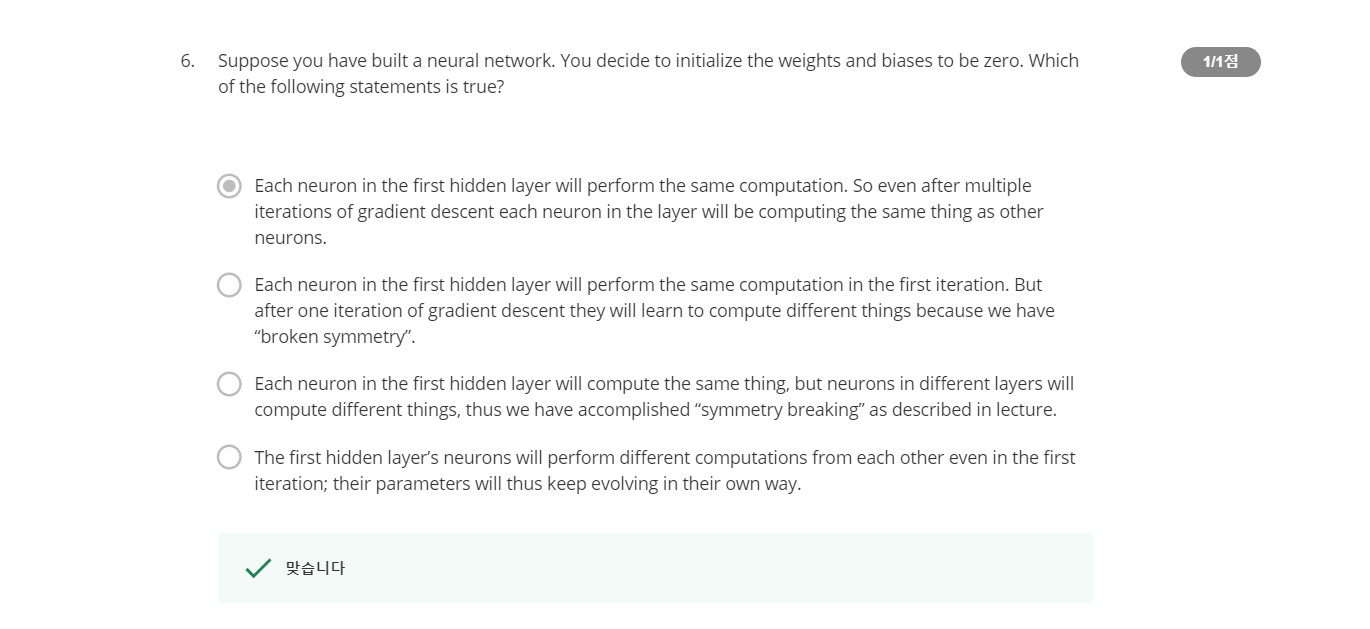 6. Suppose you have built a neural network. You decide to initialize the weights and biases to be zero. Which
of the following statements is true?
1/1점
Each neuron in the first hidden layer will perform the same computation. So even after multiple
iterations of gradient descent each neuron in the layer will be computing the same thing as other
neurons.
Each neuron in the first hidden layer will perform the same computation in the first iteration. But
after one iteration of gradient descent they will learn to compute different things because we have
“broken symmetry”.
Each neuron in the first hidden layer will compute the same thing, but neurons in different layers will
compute different things, thus we have accomplished “symmetry breaking” as described in lecture.
The first hidden layer’s neurons will perform different computations from each other even in the first
iteration; their parameters will thus keep evolving in their own way.
맞습니다